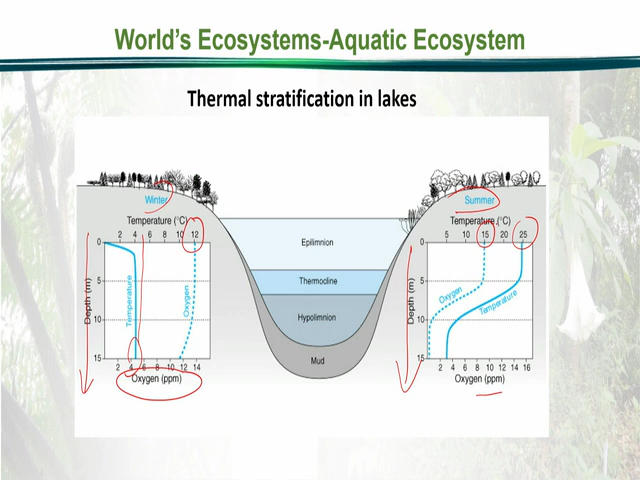 World's Ecosystems-Aquatic Ecosystem
Thermal stratification in lakes
Winter
Temperature (°C)
2 4 6 8 10 12
0
5
10
15
Depth (m)
Temperature
Oxygen
2 4 6 8 10 12 14
Oxygen (ppm)
Epilimnion
Thermocline
Hypolimnion
Mud
Summer
Temperature (°C)
5 10 15 20 25
0
5
10
15
Depth (m)
Oxygen
Temperature
2 4 6 8 10 12 14 16
Oxygen (ppm)